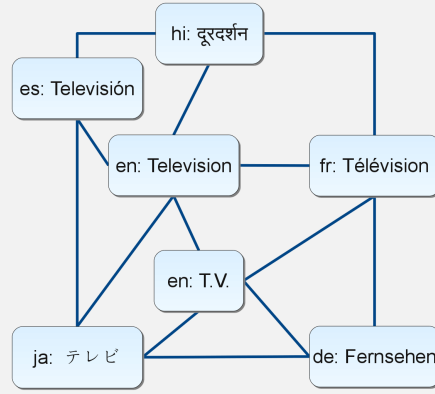 hi: दूरदर्शन
es: Televisión
en: Television
fr: Télévision
en: T.V.
ja: テレビ
de: Fernsehen